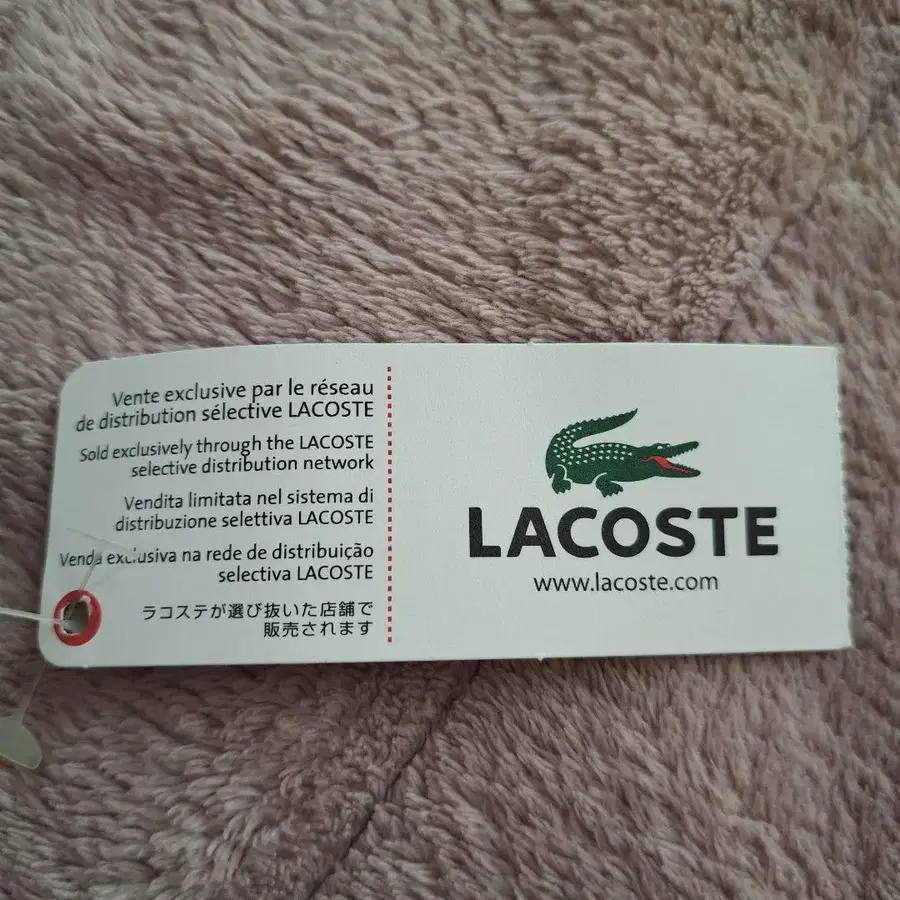 Vente exclusive par le réseau
de distribution sélective LACOSTE
Sold exclusively through the LACOSTE
selective distribution network
Vendita limitata nel sistema di
distribuzione selettiva LACOSTE
Venda exclusiva na rede de distribuição
selectiva LACOSTE
ラコステが選び抜いた店舗で
販売されます
LACOSTE
www.lacoste.com